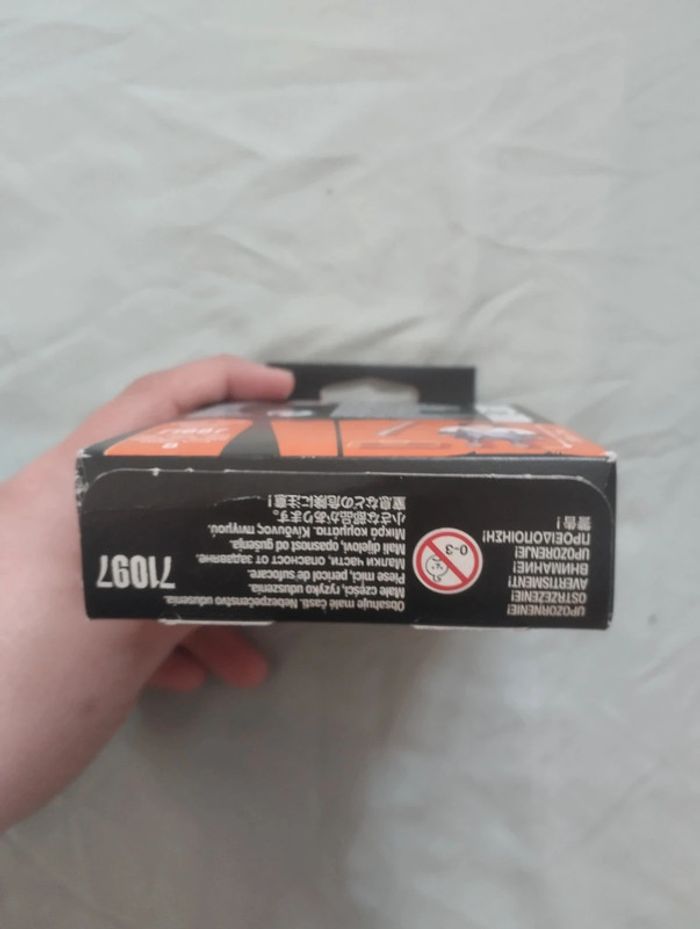 UPOZORNENIE!
OSTRZEŻENIE!
AVERTISMENT!
ВНИМАНИЕ!
UPOZORENJE!
ΠΡΟΕΙΔΟΠΟΙΗΣΗ!
警告！
0-3
Obsahuje malé časti. Nebezpečenstvo udusenia.
Małe części, ryzyko uduszenia.
Piese mici, pericol de sufocare.
Малки части, опасност от задавяне.
Mali dijelovi, opasnost od gušenja.
Μικρά κομμάτια. Κίνδυνος πνιγμού.
小さな部品があります。
窒息などの危険に注意！
71097